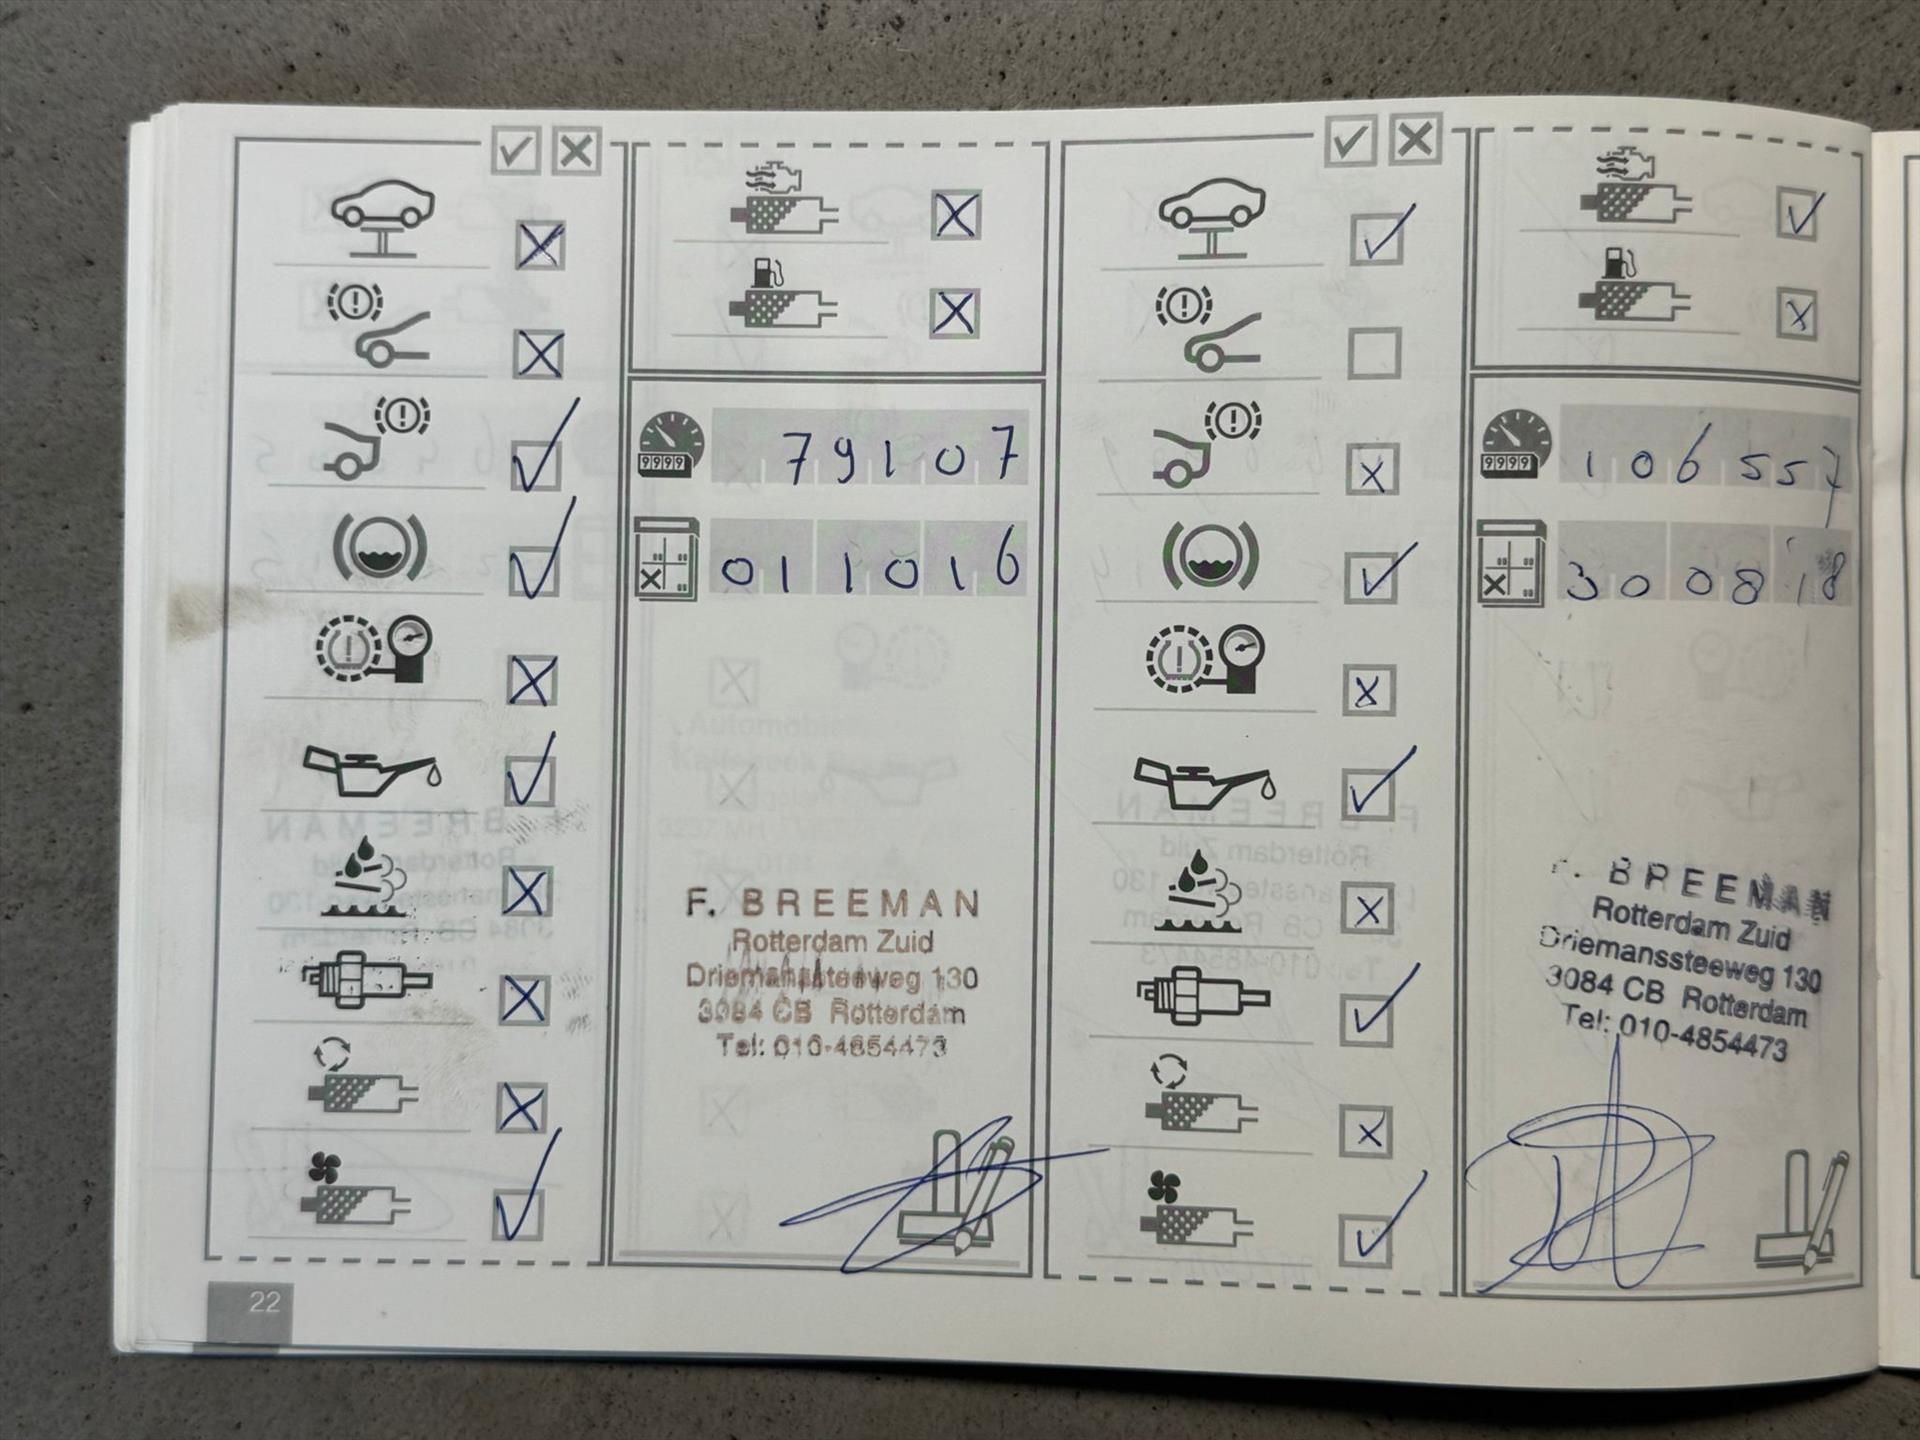 79107
011016
F. BREEMAN
Rotterdam Zuid
Driemanssteeweg 130
3084 CB Rotterdam
Tel: 010-4854473
106557
300818
F. BREEMAN
Rotterdam Zuid
Driemanssteeweg 130
3084 CB Rotterdam
Tel: 010-4854473
22